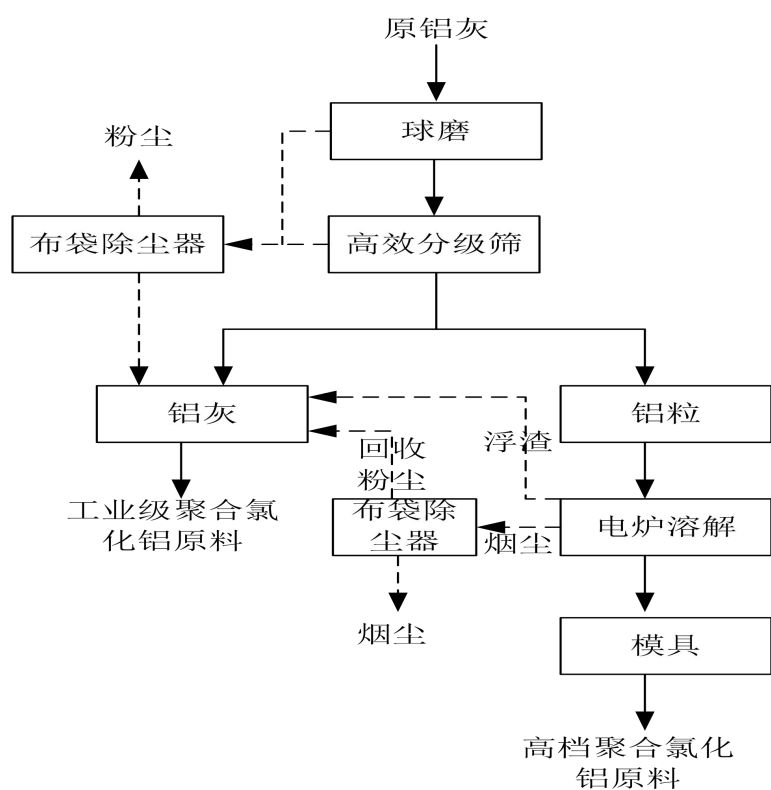 原铝灰
球磨
粉尘
布袋除尘器
高效分级筛
铝灰
铝粒
回收
粉尘
浮渣
工业级聚合氯
化铝原料
布袋除
尘器
烟尘
电炉溶解
烟尘
模具
高档聚合氯化
铝原料